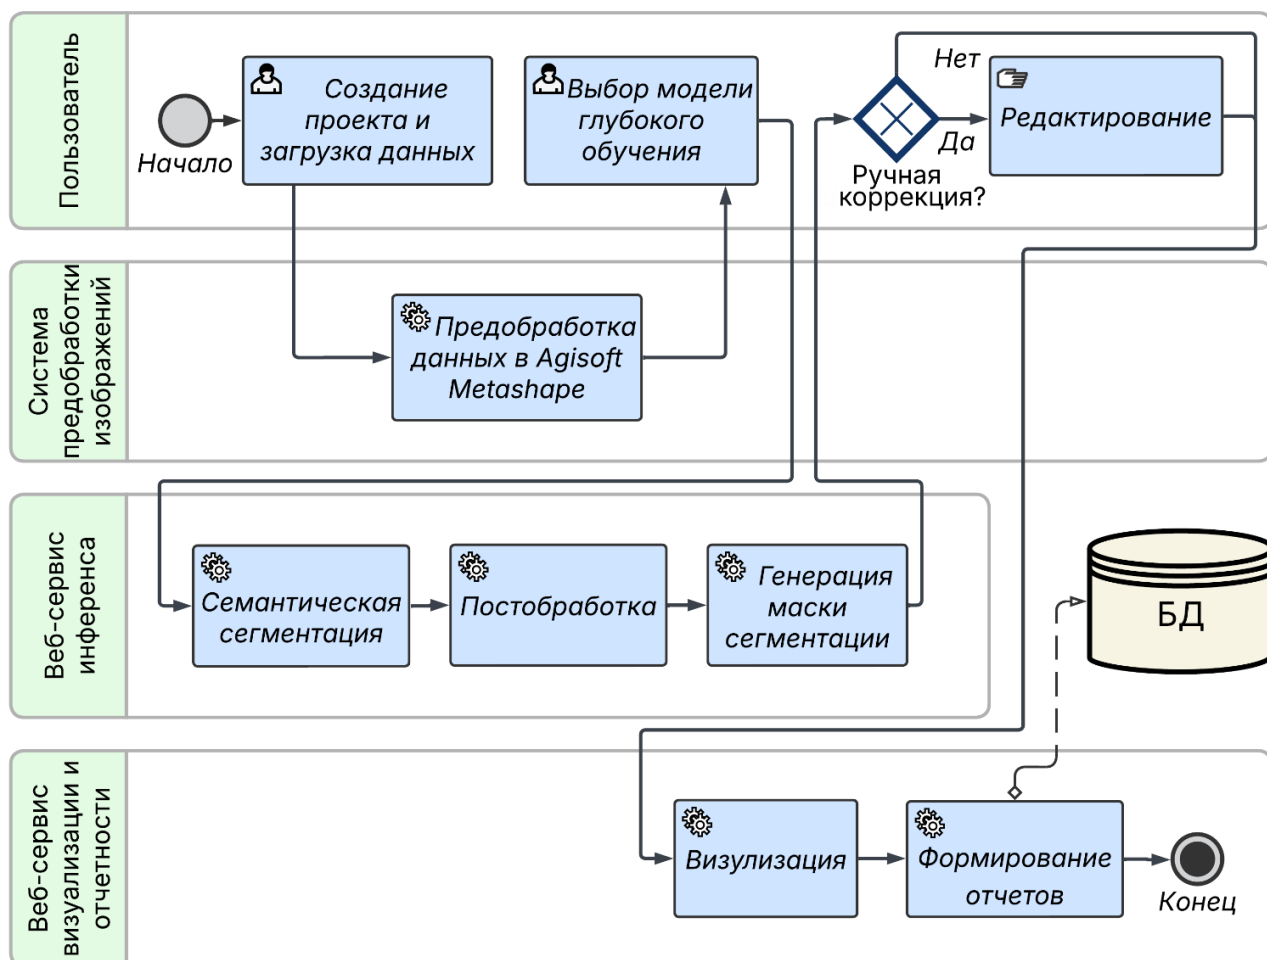 Пользователь
Начало
Создание
проекта и
загрузка данных
Выбор модели
глубокого
обучения
Нет
Да
Ручная
коррекция?
Редактирование
Система
предобработки
изображений
Предобработка
данных в Agisoft
Metashape
Веб-сервис
инференса
Семантическая
сегментация
Постобработка
Генерация
маски
сегментации
БД
Веб-сервис
визуализации и
отчетности
Визулизация
Формирование
отчетов
Конец